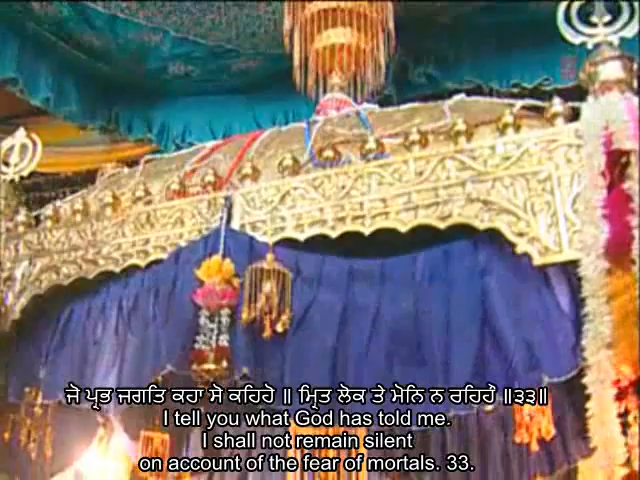 ਜੋ ਪ੍ਰਭ ਜਗਤਿ ਕਹਾ ਸੋ ਕਹਿਹੋ ॥ ਮ੍ਰਿਤ ਲੋਕ ਤੇ ਮੋਨਿ ਨ ਰਹਿਹੋਂ ॥੩੩॥
I tell you what God has told me.
I shall not remain silent
on account of the fear of mortals. 33.